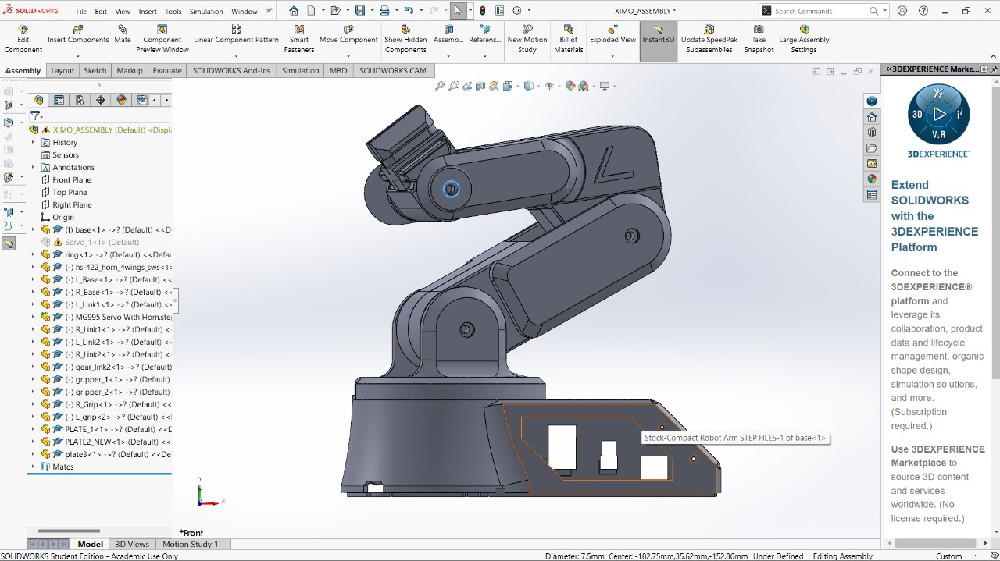 SOLIDWORKS
File Edit View Insert Tools Simulation Window
XIMO_ASSEMBLY *
Search Commands
Edit Component
Insert Components
Mate
Component Preview Window
Linear Component Pattern
Smart Fasteners
Move Component
Show Hidden Components
Assemb...
Referenc...
New Motion Study
Bill of Materials
Exploded View
Instant3D
Update SpeedPak Subassemblies
Take Snapshot
Large Assembly Settings
Assembly Layout Sketch Markup Evaluate SOLIDWORKS Add-Ins Simulation MBD SOLIDWORKS CAM
XIMO_ASSEMBLY (Default) <Displ
History
Sensors
Annotations
Front Plane
Top Plane
Right Plane
Origin
(f) base<1> ->? (Default) <<D
Servo_1<1> (Default)
ring<1> ->? (Default) <<Defau
(-) hs-422_horn_4wings_sws<1>
(-) L_Base<1> ->? (Default) <<
(-) R_Base<1> ->? (Default) <
(-) L_Link1<1> ->? (Default) <
(-) MG995 Servo With Horn.ste
(-) R_Link1<1> ->? (Default) <
(-) L_Link2<1> ->? (Default) <
(-) R_Link2<1> ->? (Default) <
(-) gear_link2<1> ->? (Default)
(-) gripper_1<1> ->? (Default)
(-) gripper_2<1> ->? (Default)
(-) R_Grip<1> ->? (Default) <<
(-) L_grip<2> ->? (Default) <<
PLATE_1<1> ->? (Default) <<D
PLATE2_NEW<1> ->? (Default)
plate3<1> ->? (Default) <<De
Mates
Stock-Compact Robot Arm STEP FILES-1 of base<1>
Y
X
*Front
3DEXPERIENCE Marke...
3D
V.R
3DEXPERIENCE
Extend
SOLIDWORKS
with the
3DEXPERIENCE
Platform
Connect to the
3DEXPERIENCE®
platform and
leverage its
collaboration, product
data and lifecycle
management, organic
shape design,
simulation solutions,
and more.
(Subscription
required.)
Use 3DEXPERIENCE
Marketplace to
source 3D content
and services
worldwide. (No
license required.)
Model 3D Views Motion Study 1
SOLIDWORKS Student Edition - Academic Use Only
Diameter: 7.5mm Center: -182.75mm,35.62mm,-152.86mm Under Defined Editing Assembly Custom